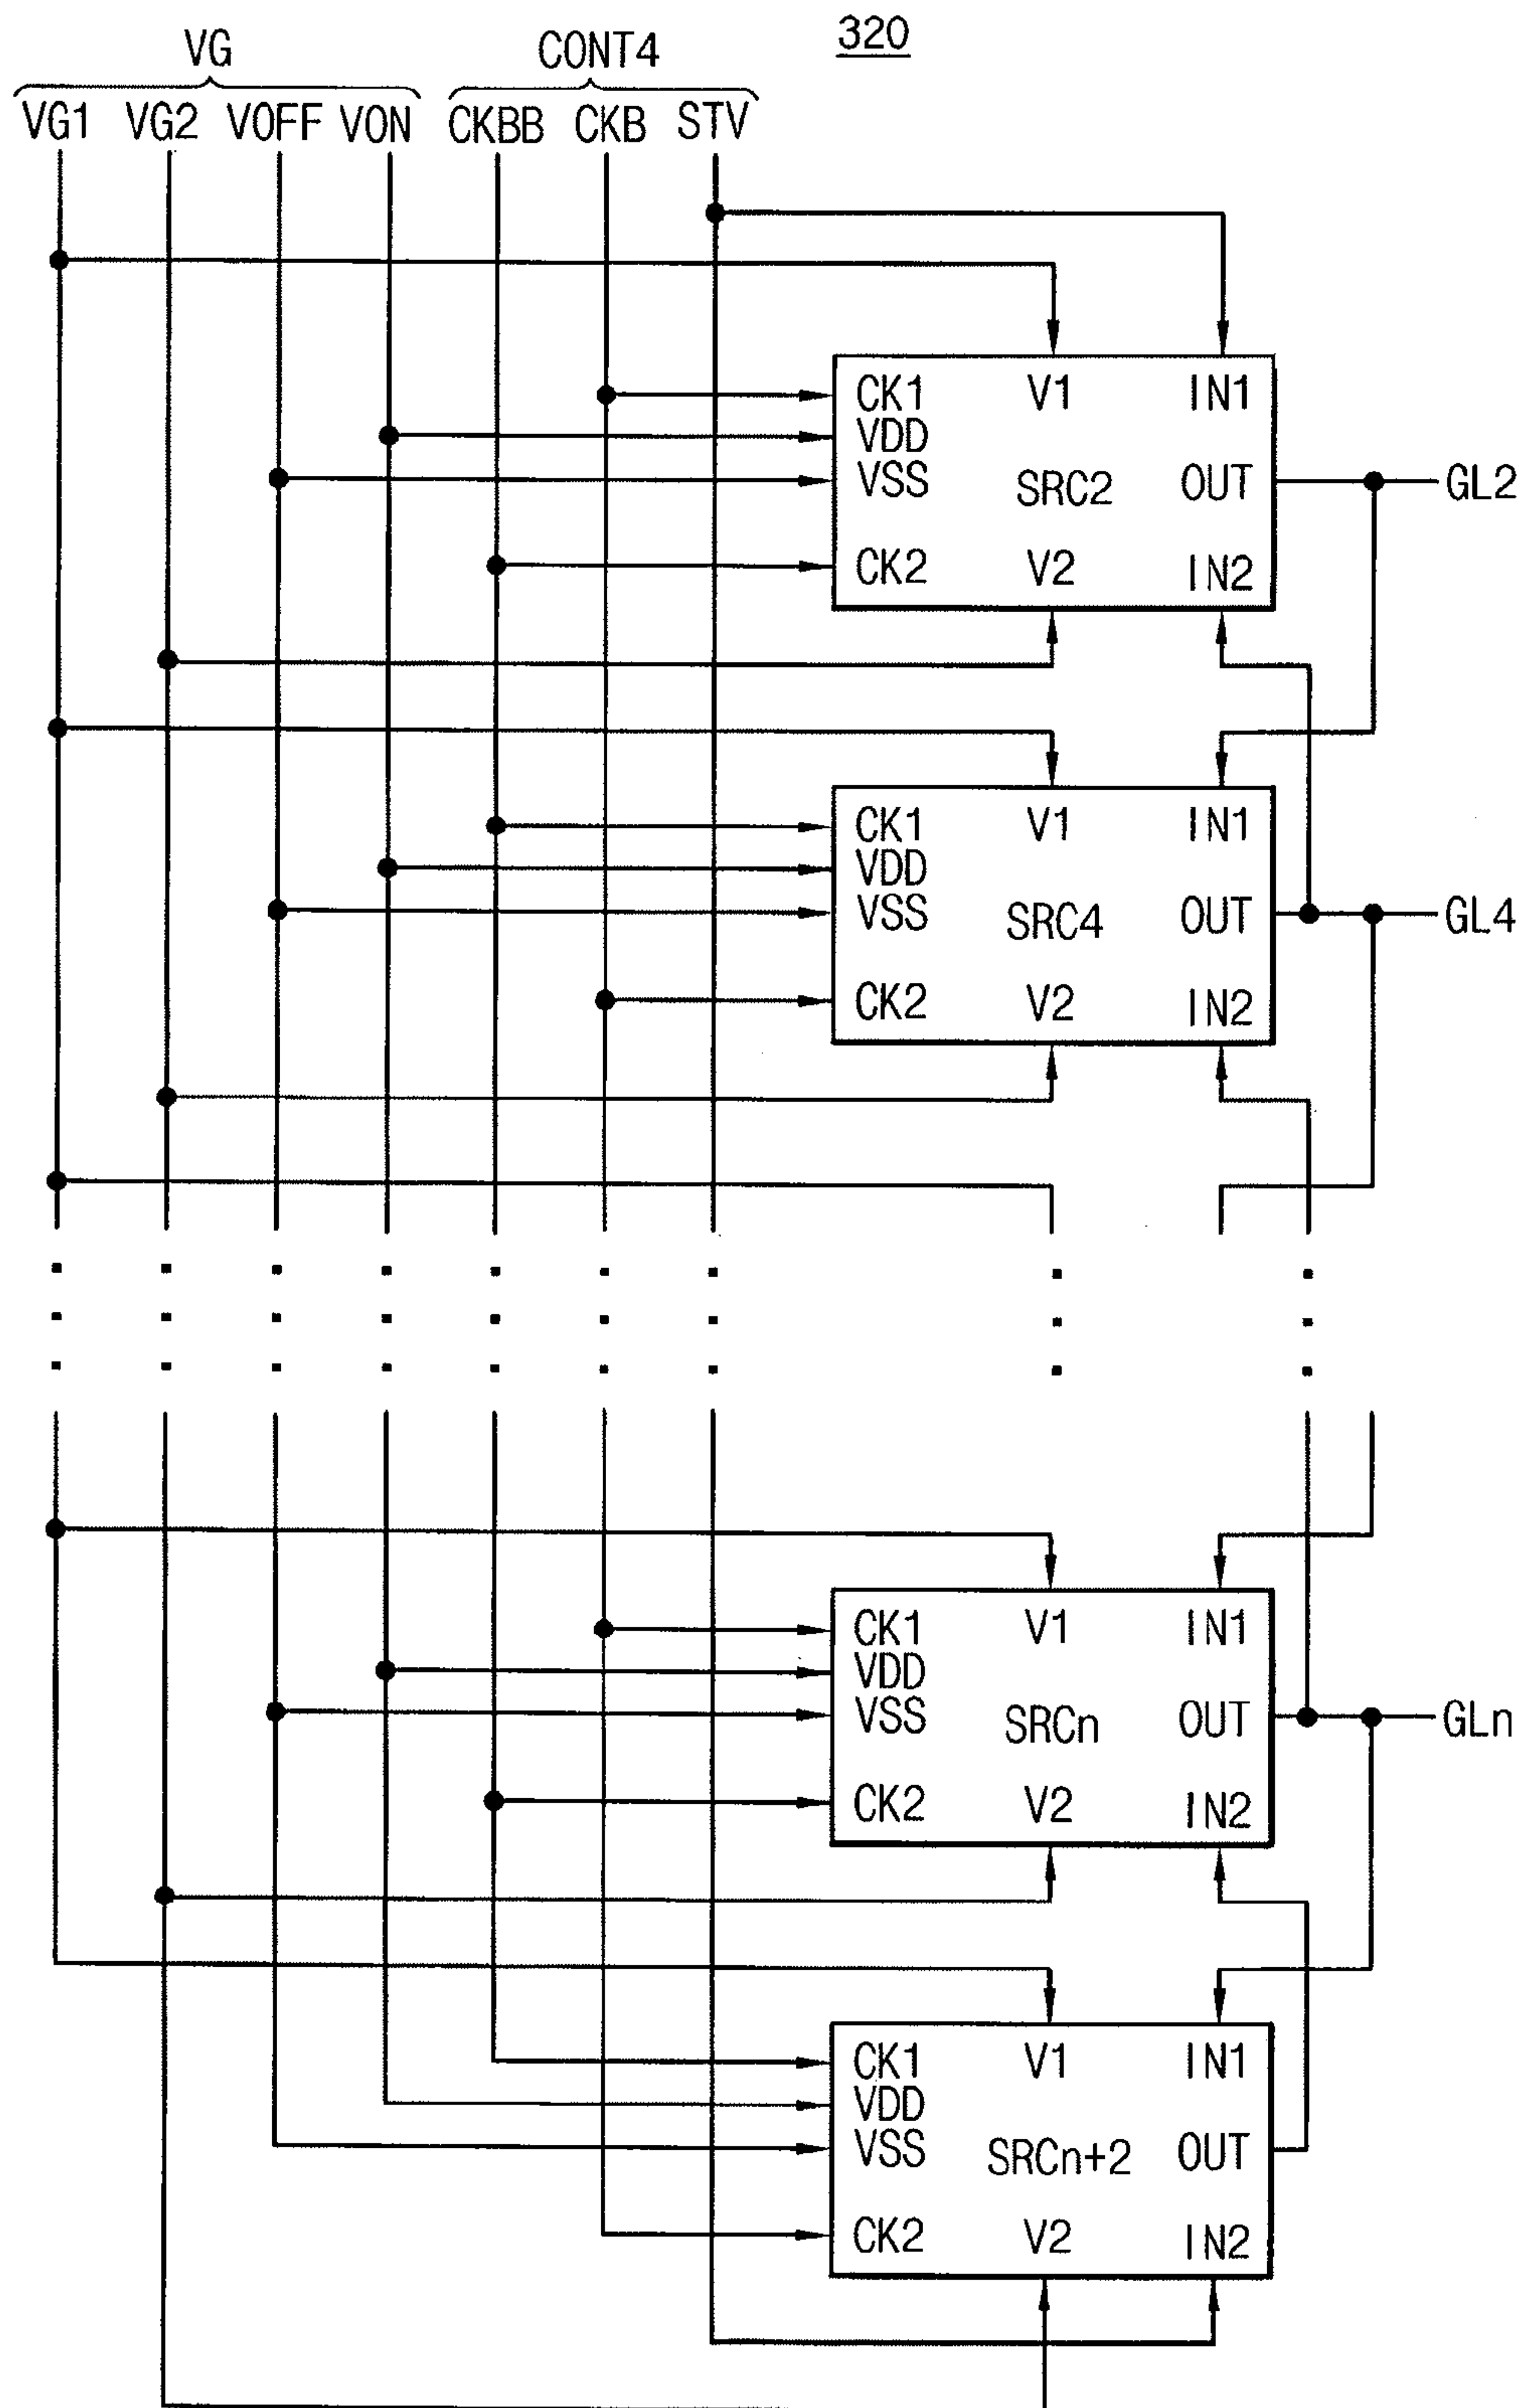 320
VG CONT4
VG1 VG2 VOFF VON CKBB CKB STV
CK1 V1 IN1
VDD
VSS SRC2 OUT GL2
CK2 V2 IN2
CK1 V1 IN1
VDD
VSS SRC4 OUT GL4
CK2 V2 IN2
CK1 V1 IN1
VDD
VSS SRCn OUT GLn
CK2 V2 IN2
CK1 V1 IN1
VDD
VSS SRCn+2 OUT
CK2 V2 IN2